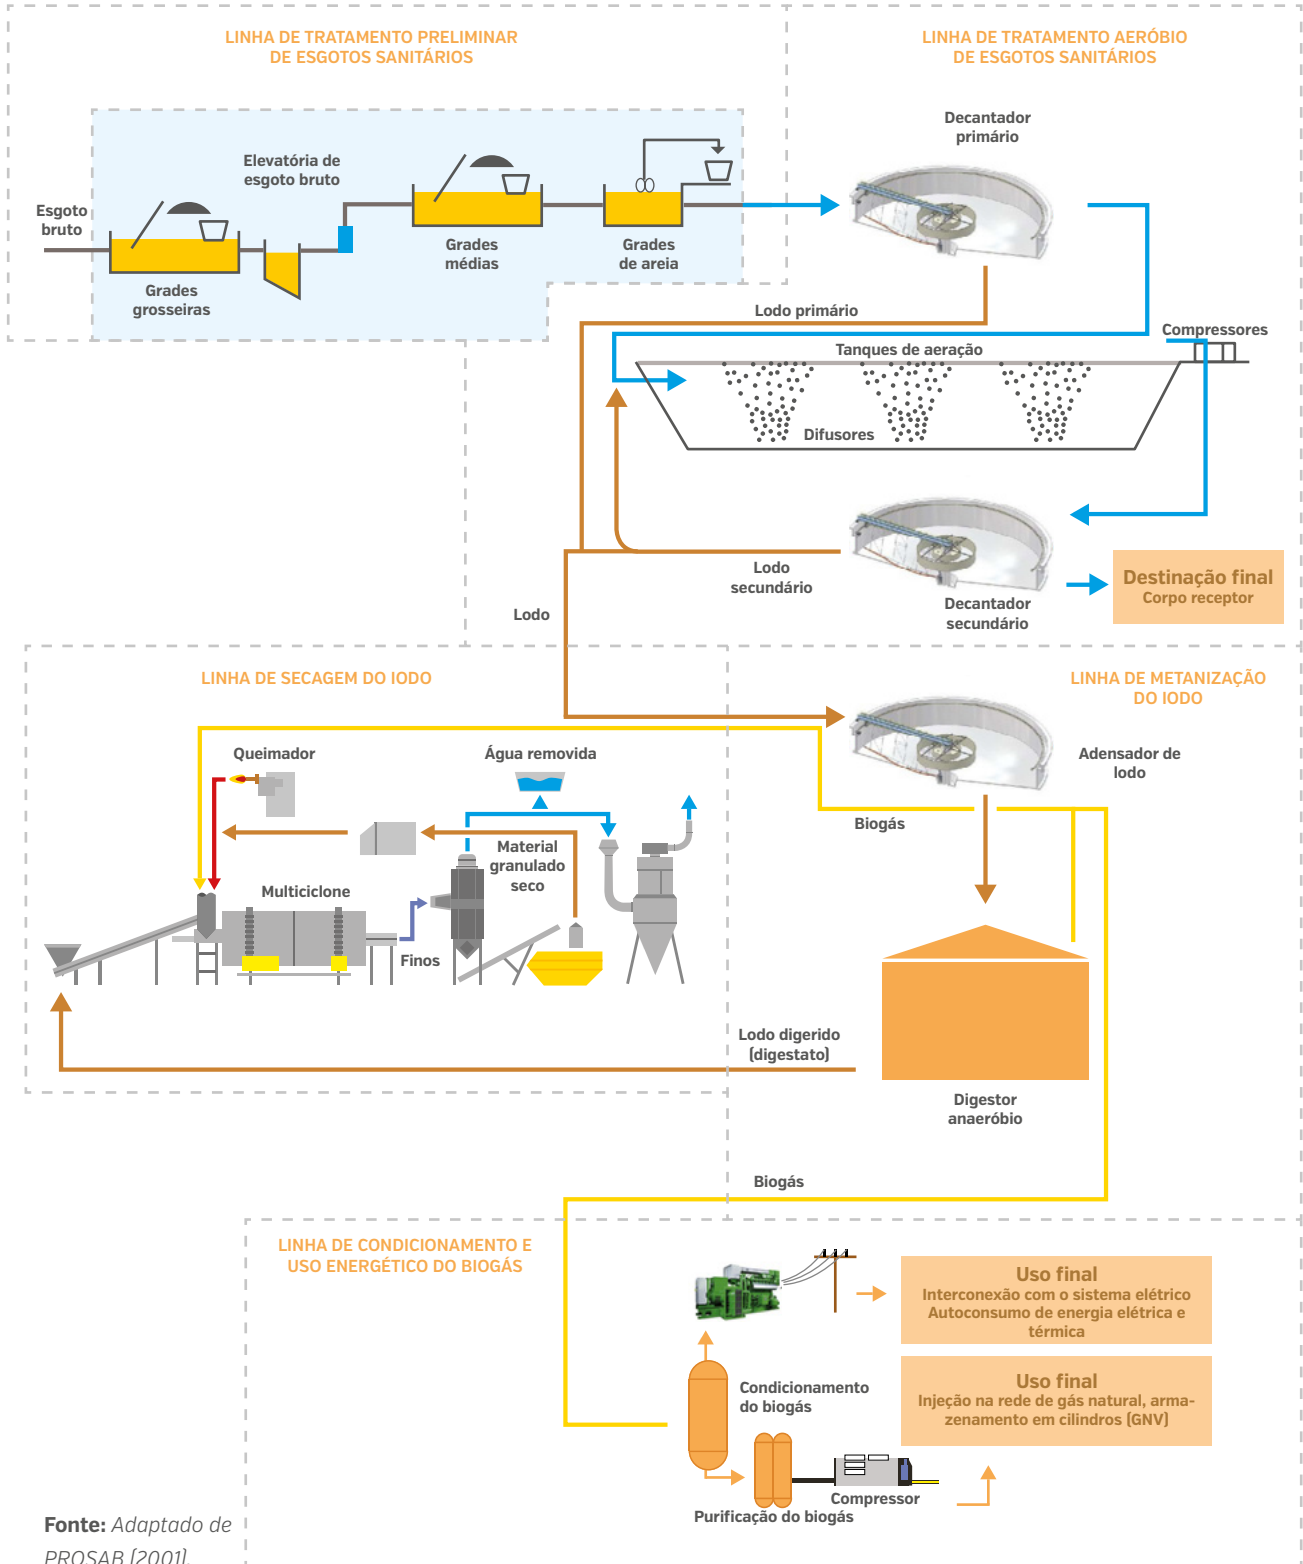 LINHA DE TRATAMENTO PRELIMINAR
DE ESGOTOS SANITÁRIOS
LINHA DE TRATAMENTO AERÓBIO
DE ESGOTOS SANITÁRIOS
Decantador
primário
Elevatória de
esgoto bruto
Esgoto
bruto
Grades
médias
Grades
de areia
Grades
grosseiras
Lodo primário
Compressores
Tanques de aeração
Difusores
Lodo
secundário
Decantador
secundário
Destinação final
Corpo receptor
Lodo
LINHA DE SECAGEM DO IODO
LINHA DE METANIZAÇÃO
DO IODO
Queimador
Água removida
Adensador de
lodo
Biogás
Material
granulado
seco
Multiciclone
Finos
Lodo digerido
(digestato)
Digestor
anaeróbio
Biogás
LINHA DE CONDICIONAMENTO E
USO ENERGÉTICO DO BIOGÁS
Uso final
Interconexão com o sistema elétrico
Autoconsumo de energia elétrica e
térmica
Uso final
Injeção na rede de gás natural, arma-
zenamento em cilindros (GNV)
Condicionamento
do biogás
Compressor
Purificação do biogás
Fonte: Adaptado de
PROSAB (2001).